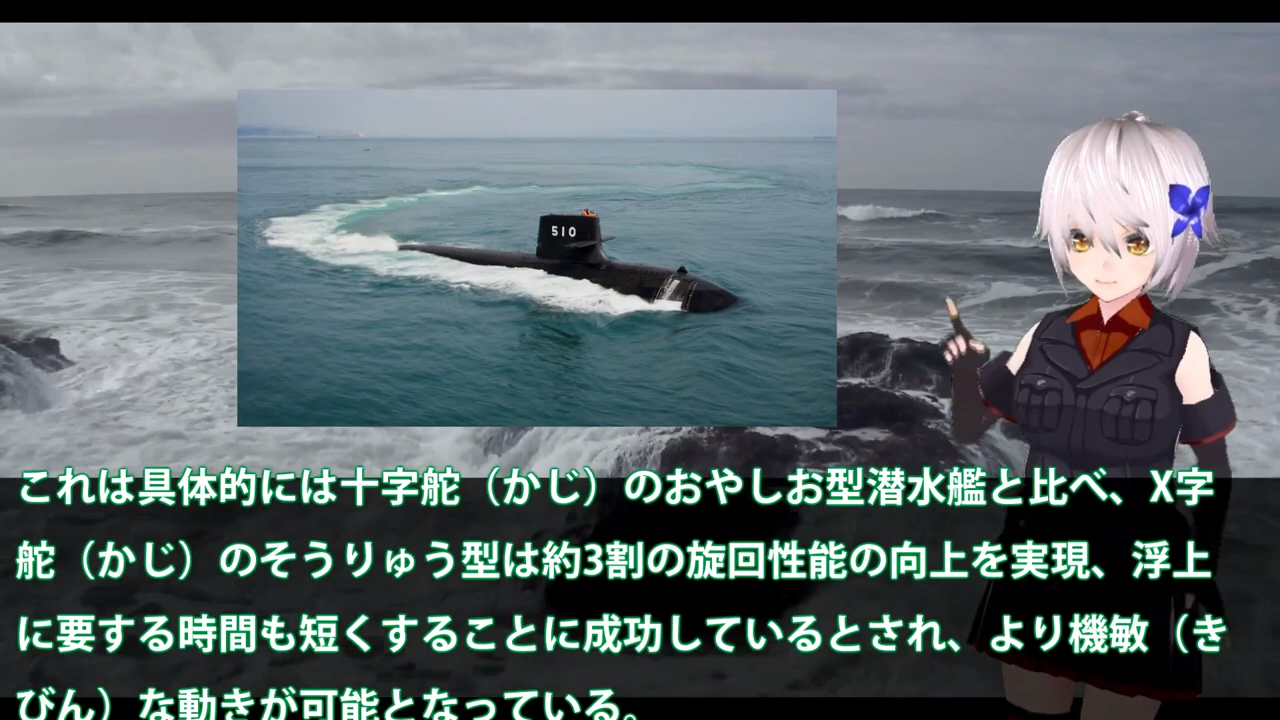 510
これは具体的には十字舵（かじ）のおやしお型潜水艦と比べ、X字
舵（かじ）のそうりゅう型は約3割の旋回性能の向上を実現、浮上
に要する時間も短くすることに成功しているとされ、より機敏（き
びん）な動きが可能となっている。